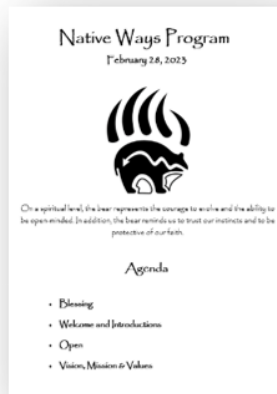 Native Ways Program
February 28, 2023
On a spiritual level, the bear represents the courage to evolve and the ability to
be open-minded. In addition, the bear reminds us to trust our instincts and to be
protective of our faith.
Agenda
• Blessing
• Welcome and Introductions
• Open
• Vision, Mission & Values